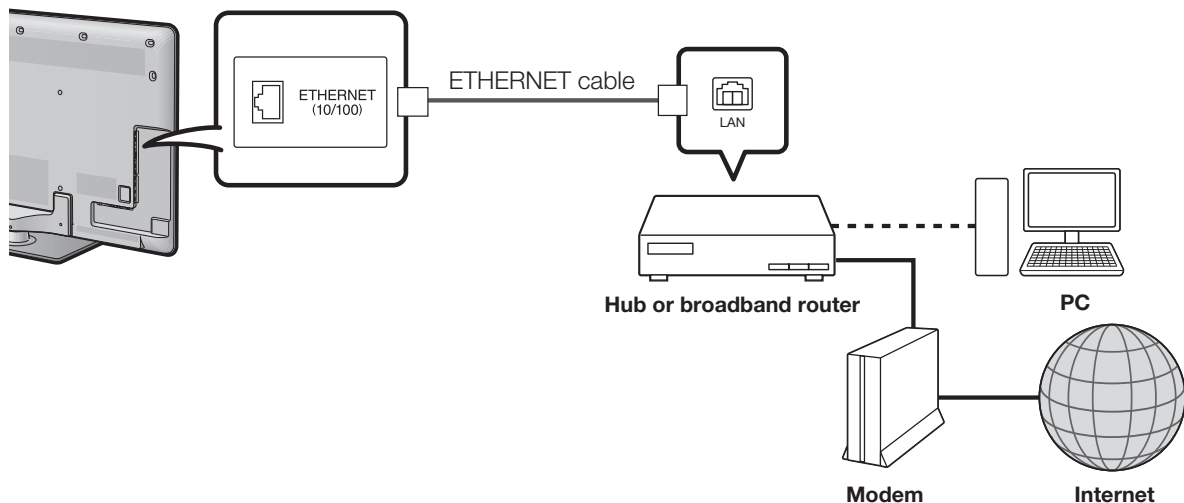 ETHERNET
(10/100)
ETHERNET cable
LAN
Hub or broadband router
PC
Modem
Internet